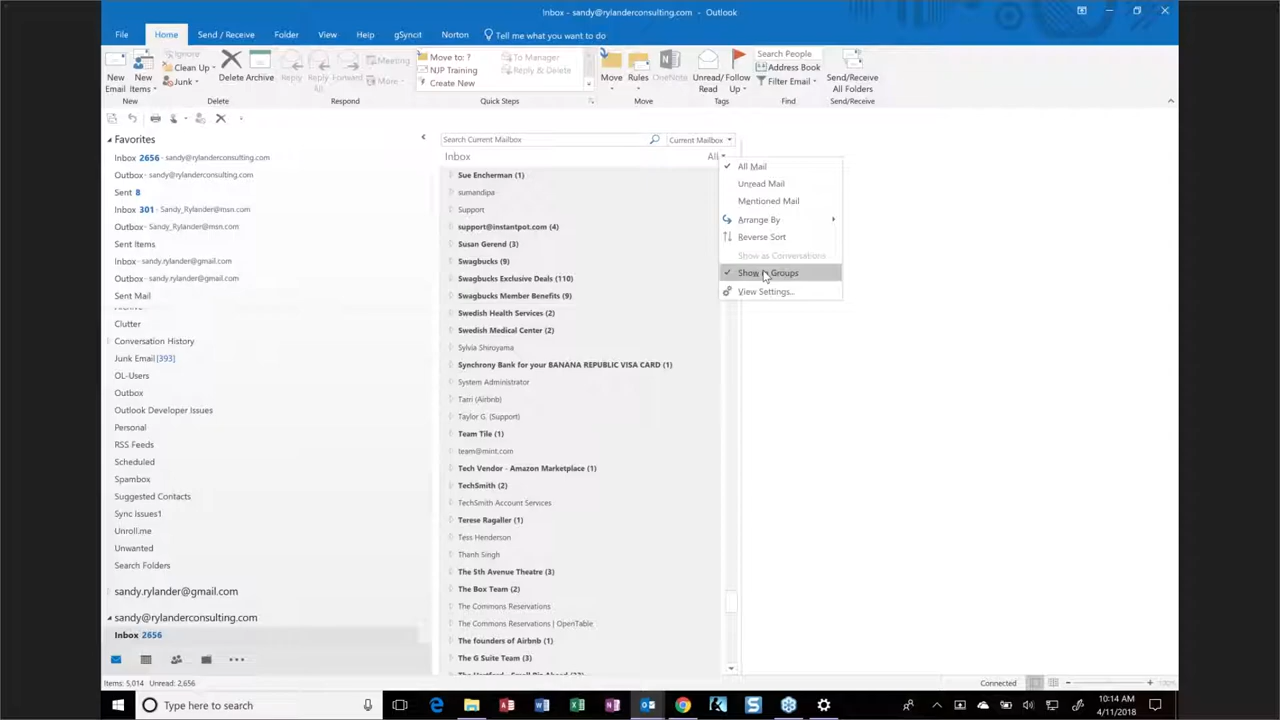 Inbox - sandy@rylanderconsulting.com - Outlook
File Home Send / Receive Folder View Help gSyncit Norton Tell me what you want to do
New Email
New Items
Ignore
Clean Up
Junk
Delete
Archive
Reply
Reply All
Forward
Meeting
More
Move to: ?
NJP Training
Create New
To Manager
Reply & Delete
Move
Rules
OneNote
Unread/ Read
Follow Up
Search People
Address Book
Filter Email
Send/Receive All Folders
New Delete Respond Quick Steps Move Tags Find Send/Receive
Favorites
Inbox 2656 - sandy@rylanderconsulting.com
Outbox - sandy@rylanderconsulting.com
Sent 8
Inbox 301 - Sandy_Rylander@msn.com
Outbox - Sandy_Rylander@msn.com
Sent Items
Inbox - sandy.rylander@gmail.com
Outbox - sandy.rylander@gmail.com
Sent Mail
Archive
Clutter
Conversation History
Junk Email [393]
OL-Users
Outbox
Outlook Developer Issues
Personal
RSS Feeds
Scheduled
Spambox
Suggested Contacts
Sync Issues1
Unroll.me
Unwanted
Search Folders
sandy.rylander@gmail.com
sandy@rylanderconsulting.com
Inbox 2656
Search Current Mailbox Current Mailbox
Inbox All
Sue Encherman (1)
sumandipa
Support
support@instantpot.com (4)
Susan Gerend (3)
Swagbucks (9)
Swagbucks Exclusive Deals (110)
Swagbucks Member Benefits (9)
Swedish Health Services (2)
Swedish Medical Center (2)
Sylvia Shiroyama
Synchrony Bank for your BANANA REPUBLIC VISA CARD (1)
System Administrator
Tarri (Airbnb)
Taylor G. (Support)
Team Tile (1)
team@mint.com
Tech Vendor - Amazon Marketplace (1)
TechSmith (2)
TechSmith Account Services
Terese Ragaller (1)
Tess Henderson
Thanh Singh
The 5th Avenue Theatre (3)
The Box Team (2)
The Commons Reservations
The Commons Reservations | OpenTable
The founders of Airbnb (1)
The G Suite Team (3)
All Mail
Unread Mail
Mentioned Mail
Arrange By
Reverse Sort
Show as Conversations
Show in Groups
View Settings...
Items: 5,014 Unread: 2,656
Connected
Type here to search
10:14 AM
4/11/2018